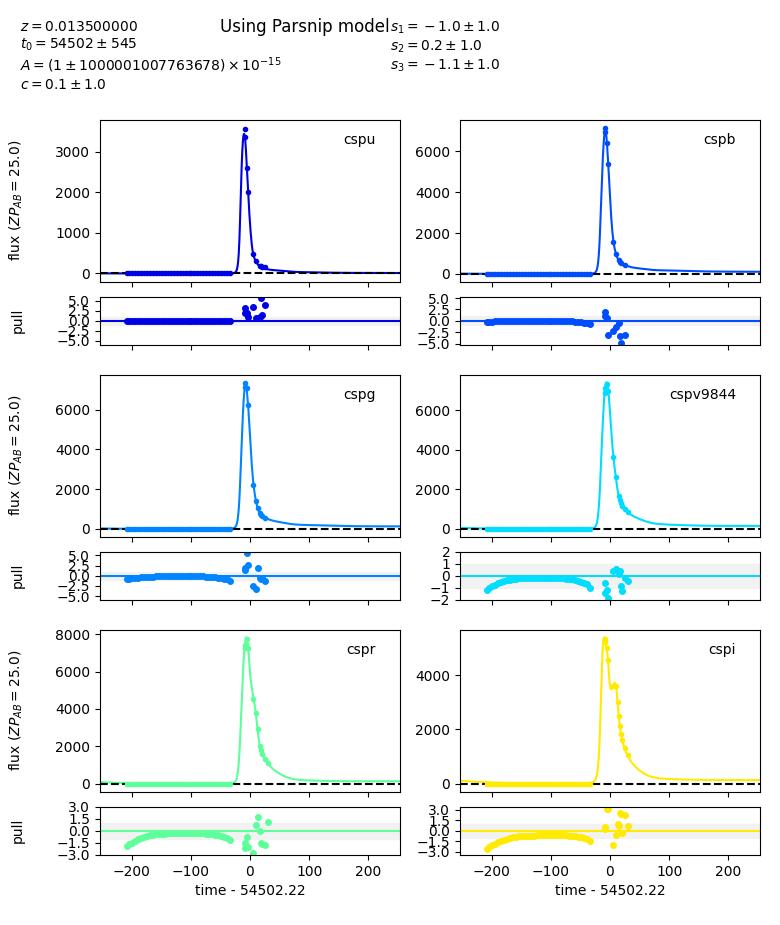 Using Parsnip model
z = 0.013500000
t₀ = 54502 ± 545
A = (1 ± 1000001007763678) × 10⁻¹⁵
c = 0.1 ± 1.0
s₁ = −1.0 ± 1.0
s₂ = 0.2 ± 1.0
s₃ = −1.1 ± 1.0
flux (ZP_AB = 25.0)
3000
2000
1000
0
cspu
6000
4000
2000
0
cspb
pull
5.0
2.5
0.0
−2.5
−5.0
5.0
2.5
0.0
−2.5
−5.0
flux (ZP_AB = 25.0)
6000
4000
2000
0
cspg
6000
4000
2000
0
cspv9844
pull
5.0
2.5
0.0
−2.5
−5.0
2
1
0
−1
−2
flux (ZP_AB = 25.0)
8000
6000
4000
2000
0
cspr
4000
2000
0
cspi
pull
3.0
1.5
0.0
−1.5
−3.0
3.0
1.5
0.0
−1.5
−3.0
−200 −100 0 100 200
time - 54502.22
−200 −100 0 100 200
time - 54502.22